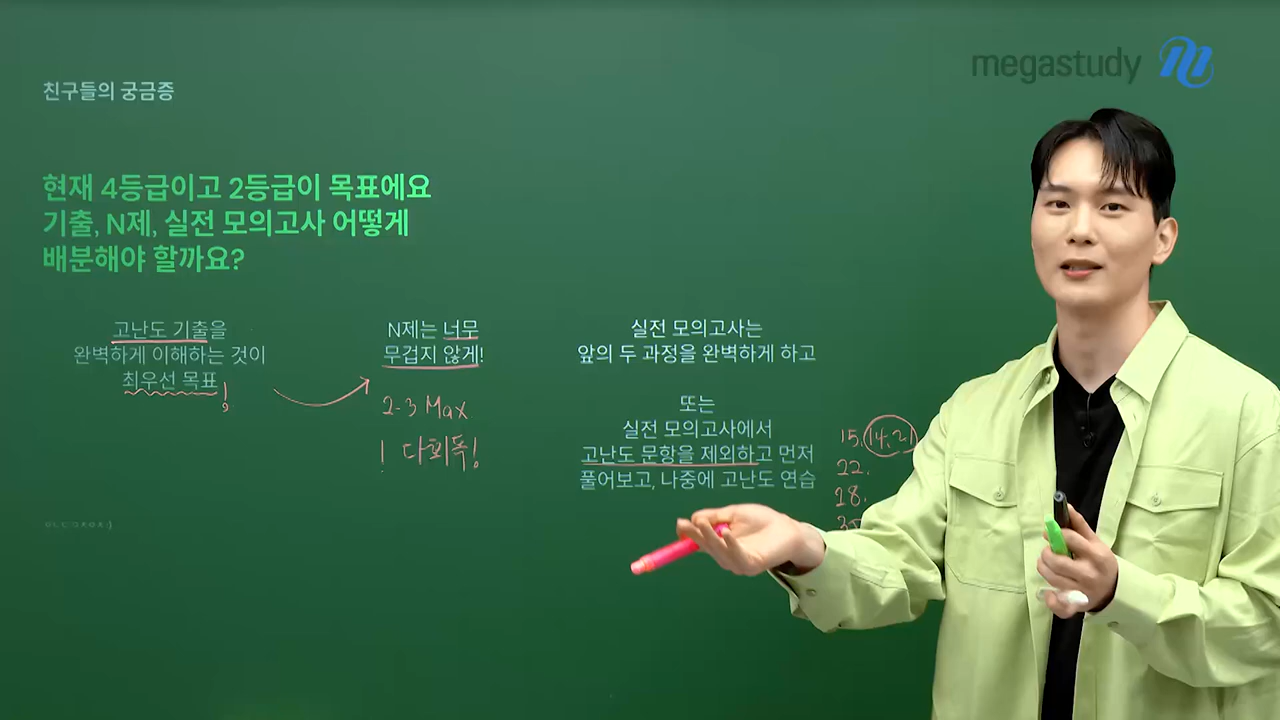 megastudy
친구들의 궁금증
현재 4등급이고 2등급이 목표에요
기출, N제, 실전 모의고사 어떻게
배분해야 할까요?
고난도 기출을
완벽하게 이해하는 것이
최우선 목표!
N제는 너무
무겁지 않게!
2-3 Max
! 다회독!
실전 모의고사는
앞의 두 과정을 완벽하게 하고
또는
실전 모의고사에서
고난도 문항을 제외하고 먼저
풀어보고, 나중에 고난도 연습
15. 14. 21
22.
28.